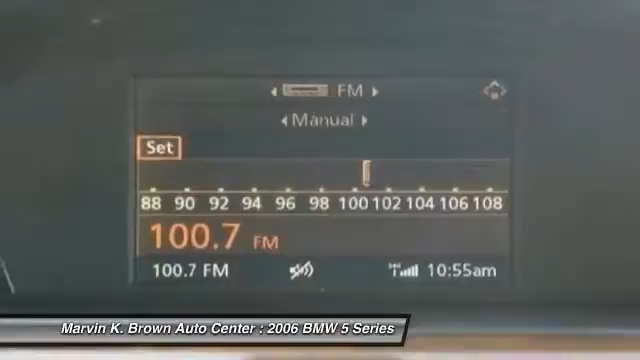 FM
Manual
Set
88 90 92 94 96 98 100 102 104 106 108
100.7 FM
100.7 FM 10:55am
Marvin K. Brown Auto Center : 2006 BMW 5 Series